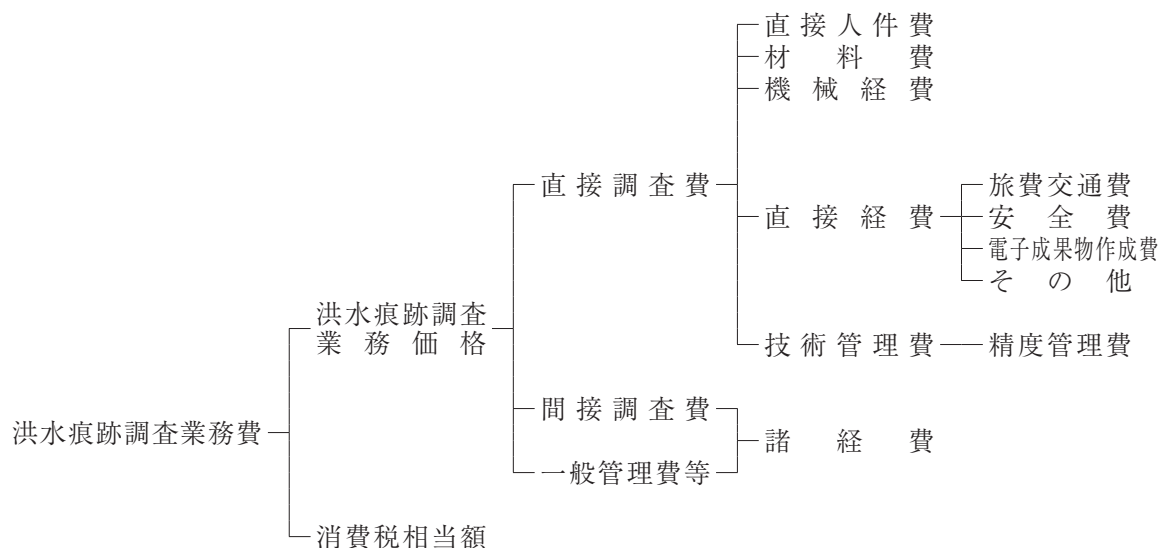 直接人件費
材料費
機械経費
直接調査費
旅費交通費
直接経費
安全費
電子成果物作成費
その他
洪水痕跡調査
業務価格
技術管理費
精度管理費
間接調査費
洪水痕跡調査業務費
諸経費
一般管理費等
消費税相当額